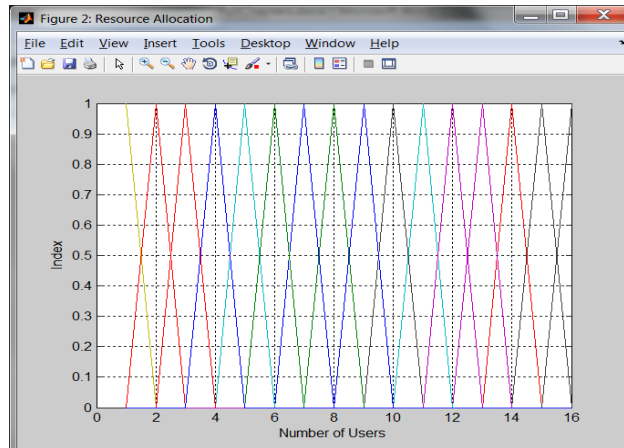 Figure 2: Resource Allocation
File Edit View Insert Tools Desktop Window Help
1
0.9
0.8
0.7
0.6
0.5
0.4
0.3
0.2
0.1
0
Index
0 2 4 6 8 10 12 14 16
Number of Users